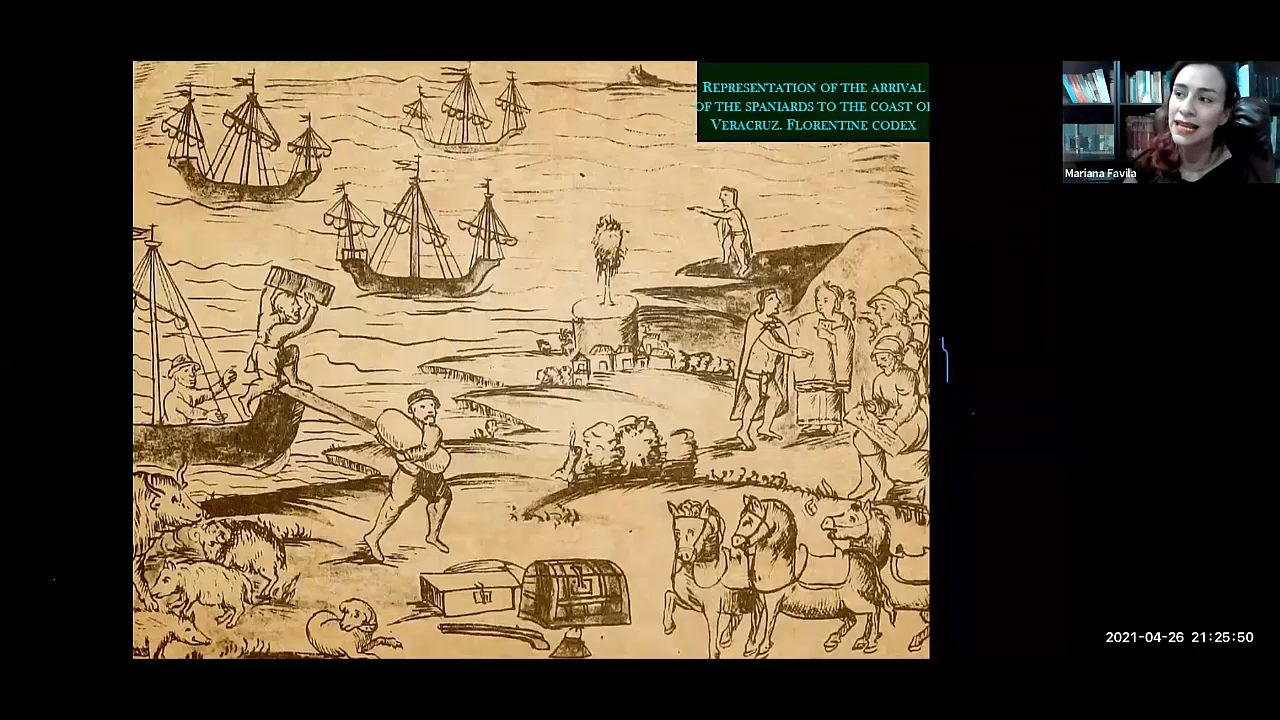 REPRESENTATION OF THE ARRIVAL
OF THE SPANIARDS TO THE COAST OF
VERACRUZ. FLORENTINE CODEX
Mariana Favila
2021-04-26 21:25:50